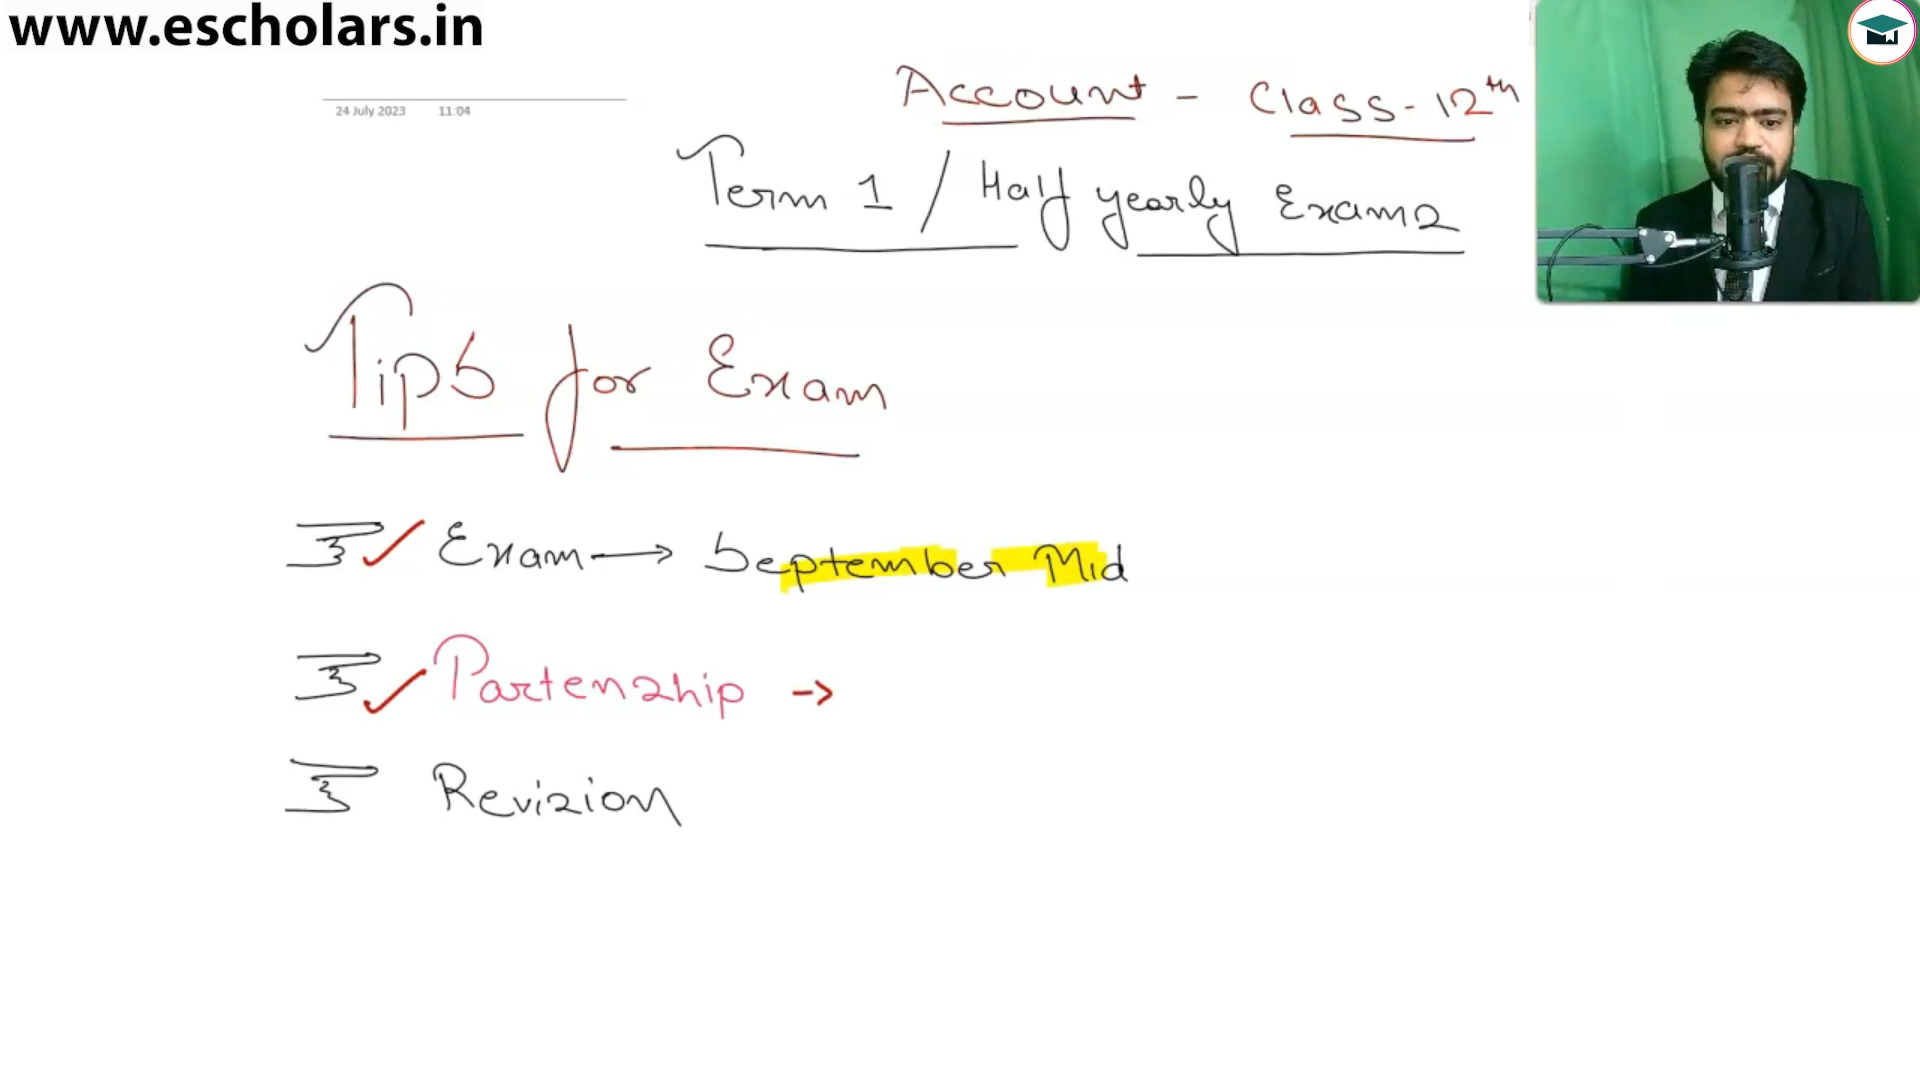 www.escholars.in
24 July 2023 11:04
Account - Class-12th
Term 1 / Half yearly Exams
Tips for Exam
Exam → September Mid
Partenship ->
Revision